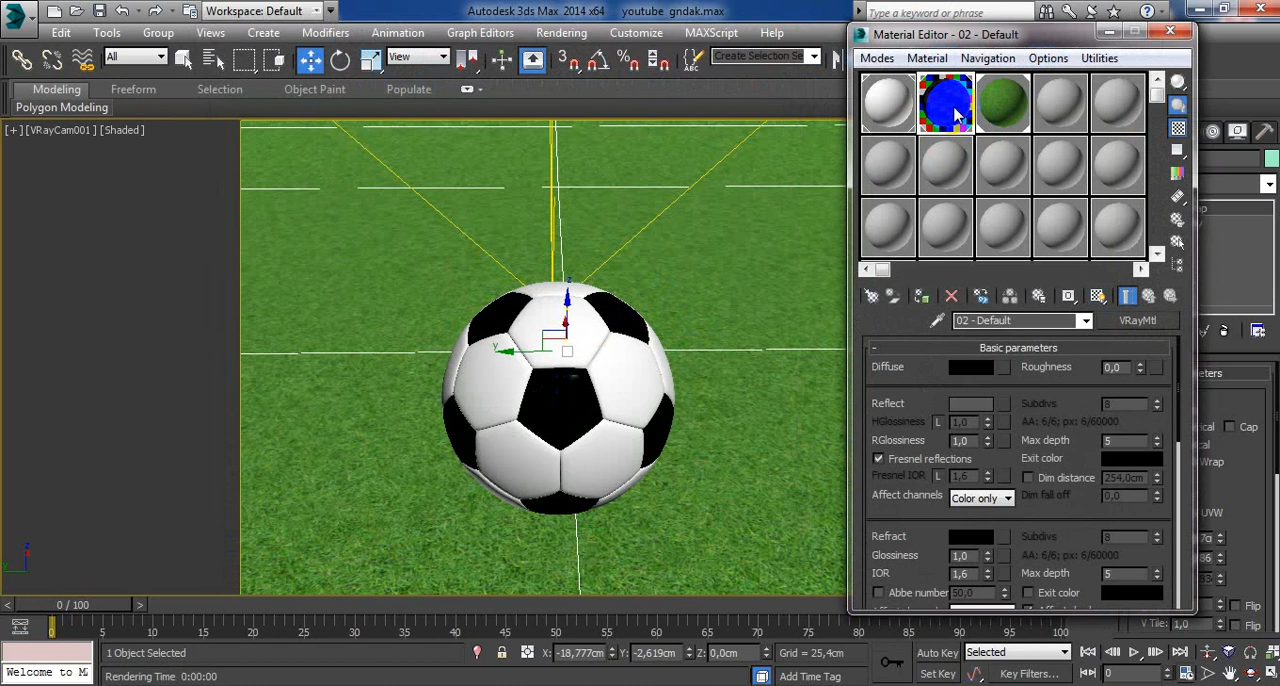 Workspace: Default
Autodesk 3ds Max 2014 x64 youtube gndak.max
Type a keyword or phrase
Edit Tools Group Views Create Modifiers Animation Graph Editors Rendering Customize MAXScript Help
All
View
Create Selection Se
Modeling Freeform Selection Object Paint Populate
Polygon Modeling
[+] [VRayCam001] [Shaded]
z
y
Material Editor - 02 - Default
Modes Material Navigation Options Utilities
02 - Default
VRayMtl
- Basic parameters
Diffuse
Roughness 0,0
Reflect
Subdivs 8
HGlossiness L 1,0
AA: 6/6; px: 6/60000
RGlossiness 1,0
Max depth 5
Fresnel reflections
Exit color
Fresnel IOR L 1,6
Dim distance 254,0cm
Affect channels Color only
Dim fall off 0,0
Refract
Subdivs 8
Glossiness 1,0
AA: 6/6; px: 6/60000
IOR 1,6
Max depth 5
Abbe number 50,0
Exit color
Cap
Wrap
UVW
Flip
Flip
V Tile: 1,0
Flip
0 / 100
0 5 10 15 20 25 30 35 40 45 50 55 60 65 70 75 80 85 90 95 100
1 Object Selected
X: -18,777cm Y: -2,619cm Z: 0,0cm
Grid = 25,4cm
Auto Key
Selected
Welcome to M
Rendering Time 0:00:00
Add Time Tag
Set Key
Key Filters...
0